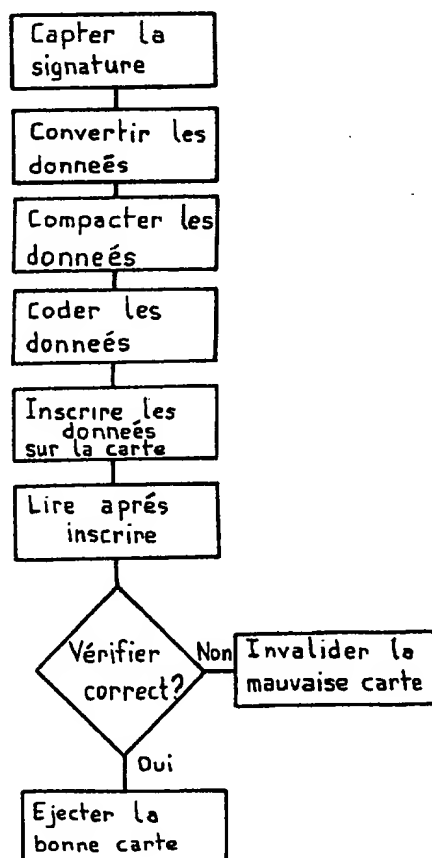 Capter la
signature
Convertir les
donneés
Compacter les
donneés
Coder les
donneés
Inscrire les
donneés
sur la carte
Lire aprés
inscrire
Vérifier
correct?
Non
Invalider la
mauvaise carte
Oui
Ejecter la
bonne carte